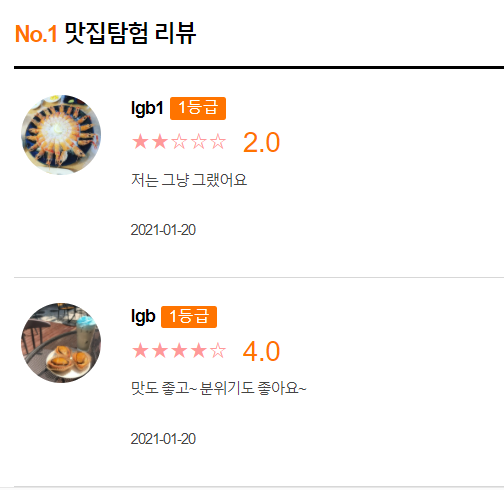 No.1 맛집탐험 리뷰
lgb1 1등급
★★☆☆☆ 2.0
저는 그냥 그랬어요
2021-01-20
lgb 1등급
★★★★☆ 4.0
맛도 좋고~ 분위기도 좋아요~
2021-01-20